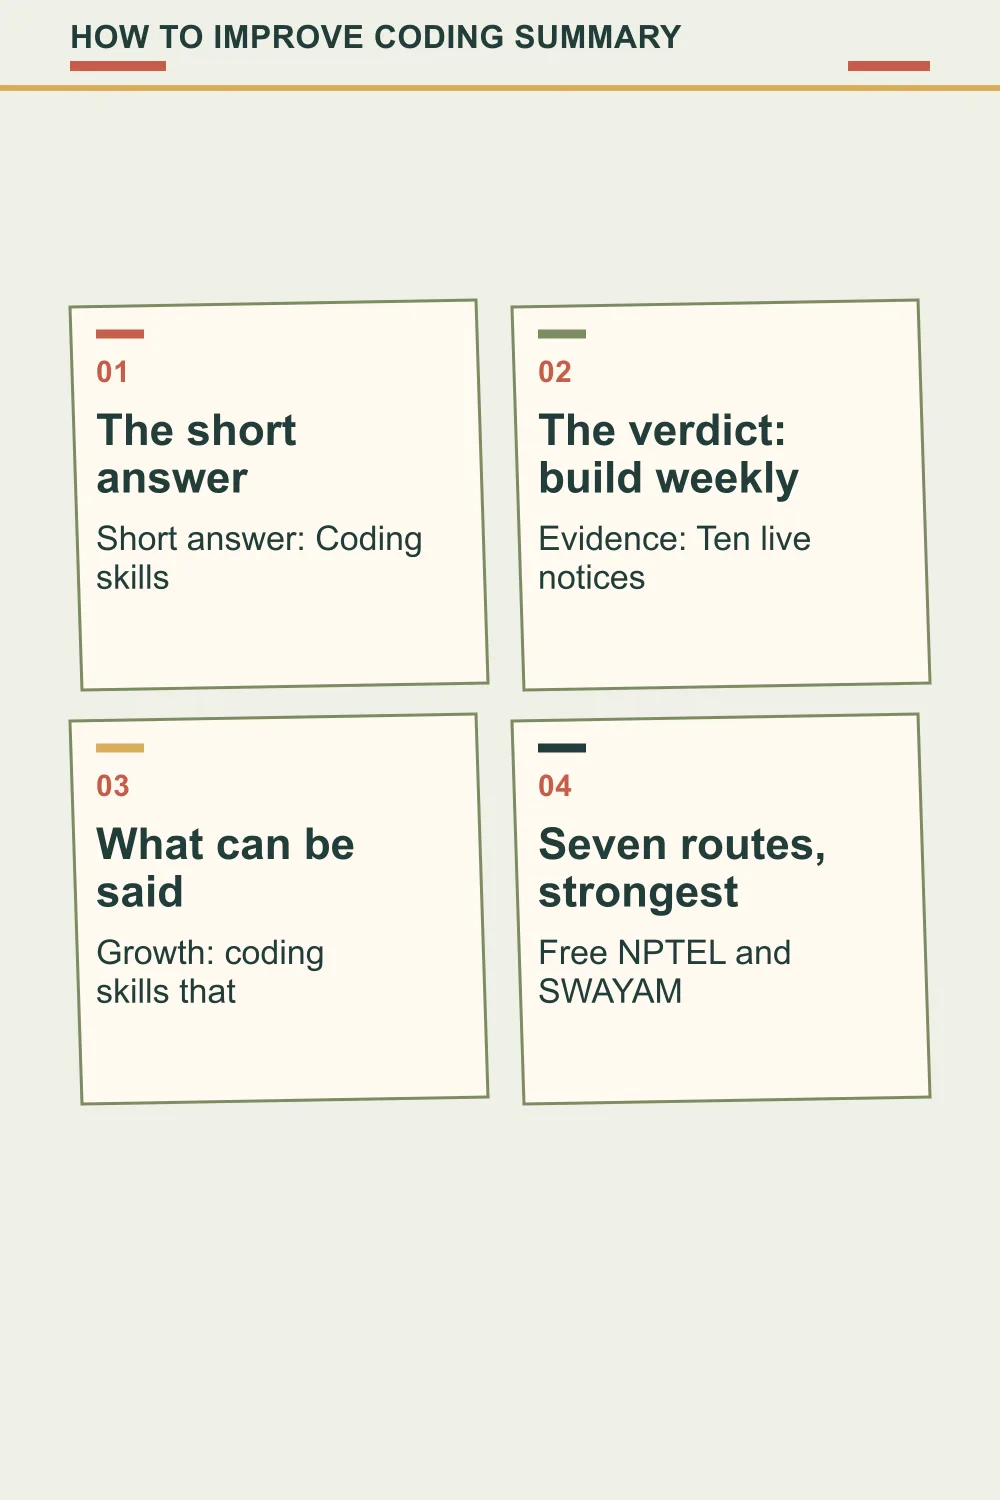 HOW TO IMPROVE CODING SUMMARY
01
The short
answer
Short answer: Coding
skills
02
The verdict:
build weekly
Evidence: Ten live
notices
03
What can be
said
Growth: coding
skills that
04
Seven routes,
strongest
Free NPTEL and
SWAYAM